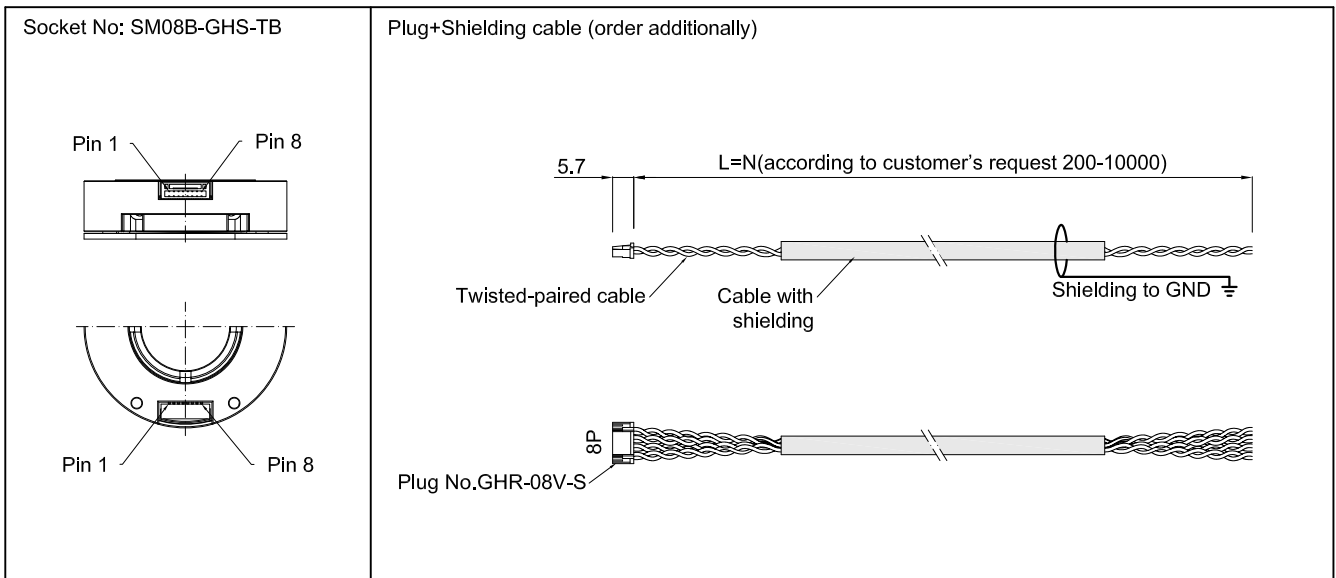 Socket No: SM08B-GHS-TB
Pin 1
Pin 8
Pin 1
Pin 8
Plug+Shielding cable (order additionally)
5.7
L=N(according to customer's request 200-10000)
Twisted-paired cable
Cable with
shielding
Shielding to GND
8P
Plug No.GHR-08V-S